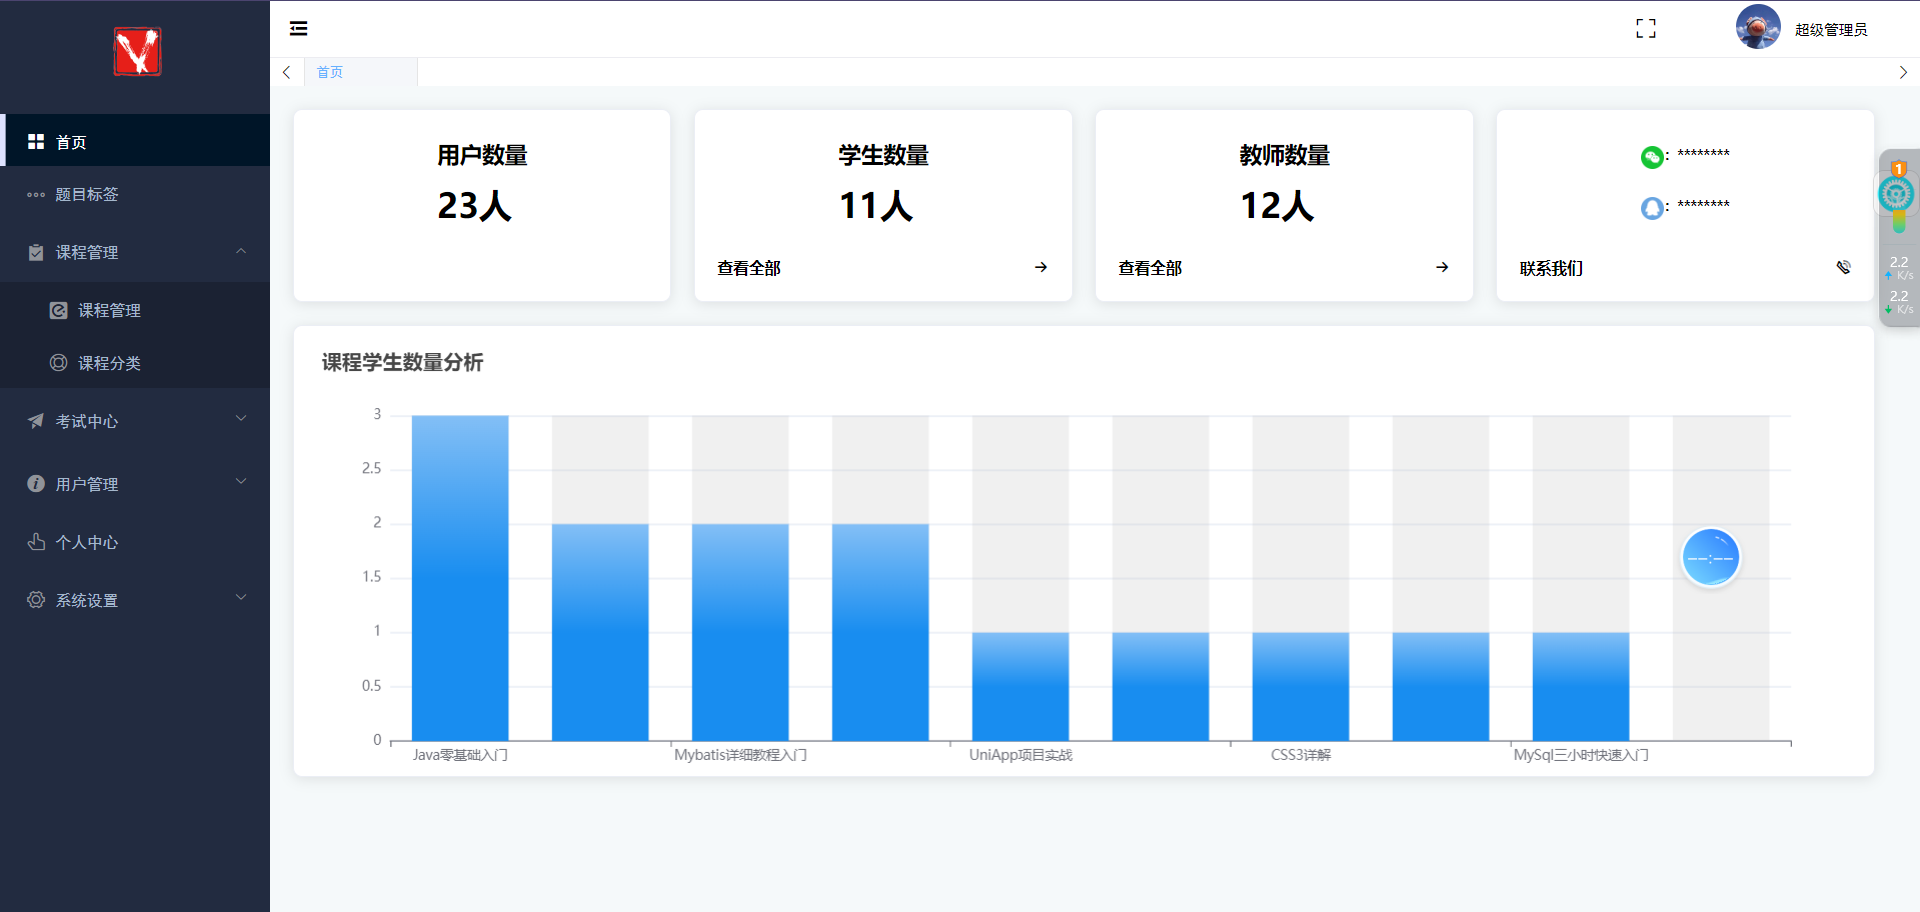 超级管理员
首页
首页
题目标签
课程管理
课程管理
课程分类
考试中心
用户管理
个人中心
系统设置
用户数量
23人
学生数量
11人
查看全部
教师数量
12人
查看全部
: ********
: ********
联系我们
1
2.2
K/s
2.2
K/s
课程学生数量分析
3
2.5
2
1.5
1
0.5
0
Java零基础入门
Mybatis详细教程入门
UniApp项目实战
CSS3详解
MySql三小时快速入门
--:--